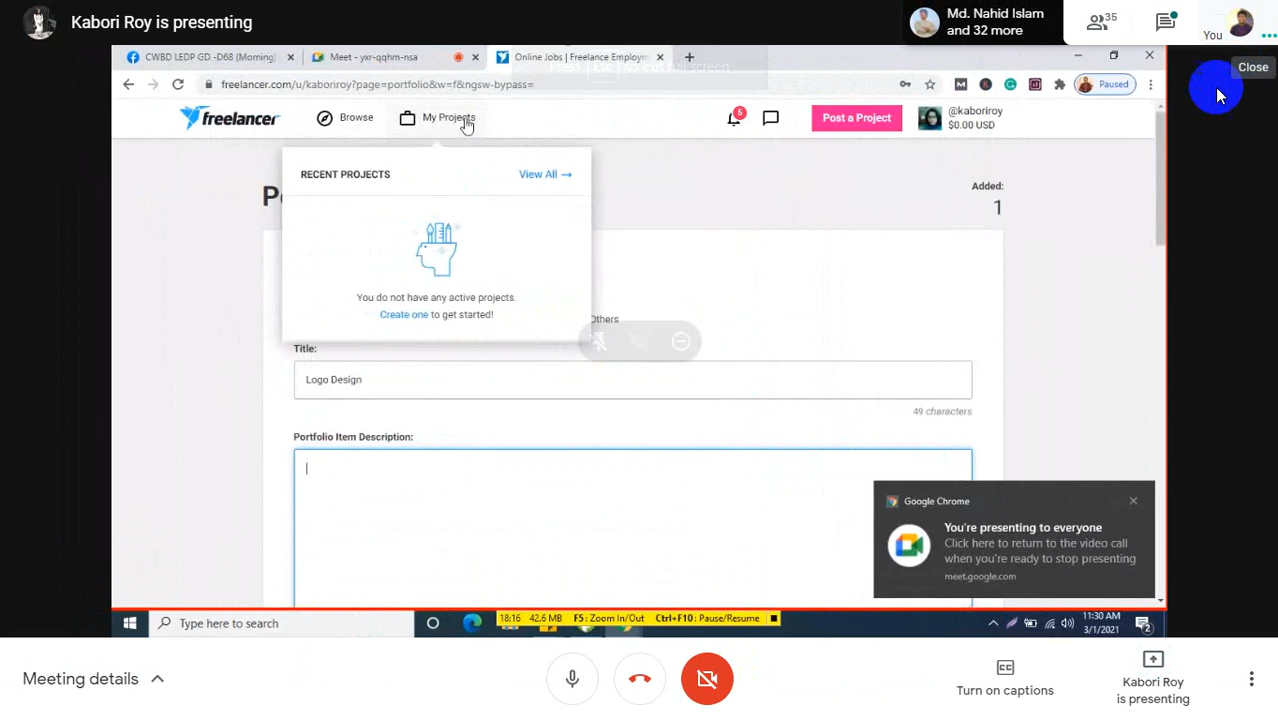 Kabori Roy is presenting
Md. Nahid Islam
and 32 more
35
You
Close
CWBD LEDP GD -D68 (Morning)
Meet - yxr-qqhm-nsa
Online Jobs | Freelance Employm
freelancer.com/u/kabonroy?page=portfolio&w=f&ngsw-bypass=
Paused
freelancer
Browse
My Projects
6
Post a Project
@kaboriroy
$0.00 USD
RECENT PROJECTS
View All →
Added:
1
You do not have any active projects.
Create one to get started!
Others
Title:
Logo Design
49 characters
Portfolio Item Description:
Google Chrome
You're presenting to everyone
Click here to return to the video call
when you're ready to stop presenting
meet.google.com
Type here to search
18:16 42.6 MB F5: Zoom In/Out Ctrl+F10: Pause/Resume
11:30 AM
3/1/2021
2
Meeting details
Turn on captions
Kabori Roy
is presenting